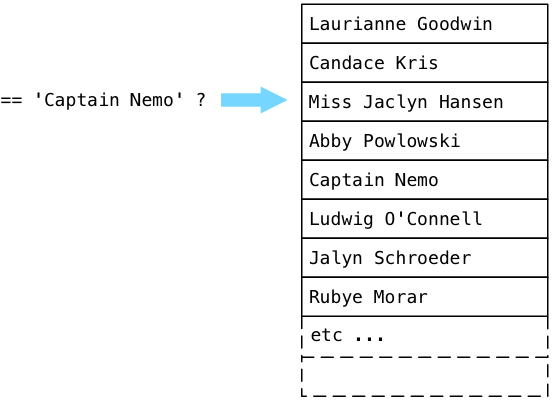 Laurianne Goodwin
Candace Kris
== 'Captain Nemo' ?
Miss Jaclyn Hansen
Abby Powlowski
Captain Nemo
Ludwig O'Connell
Jalyn Schroeder
Rubye Morar
etc ...